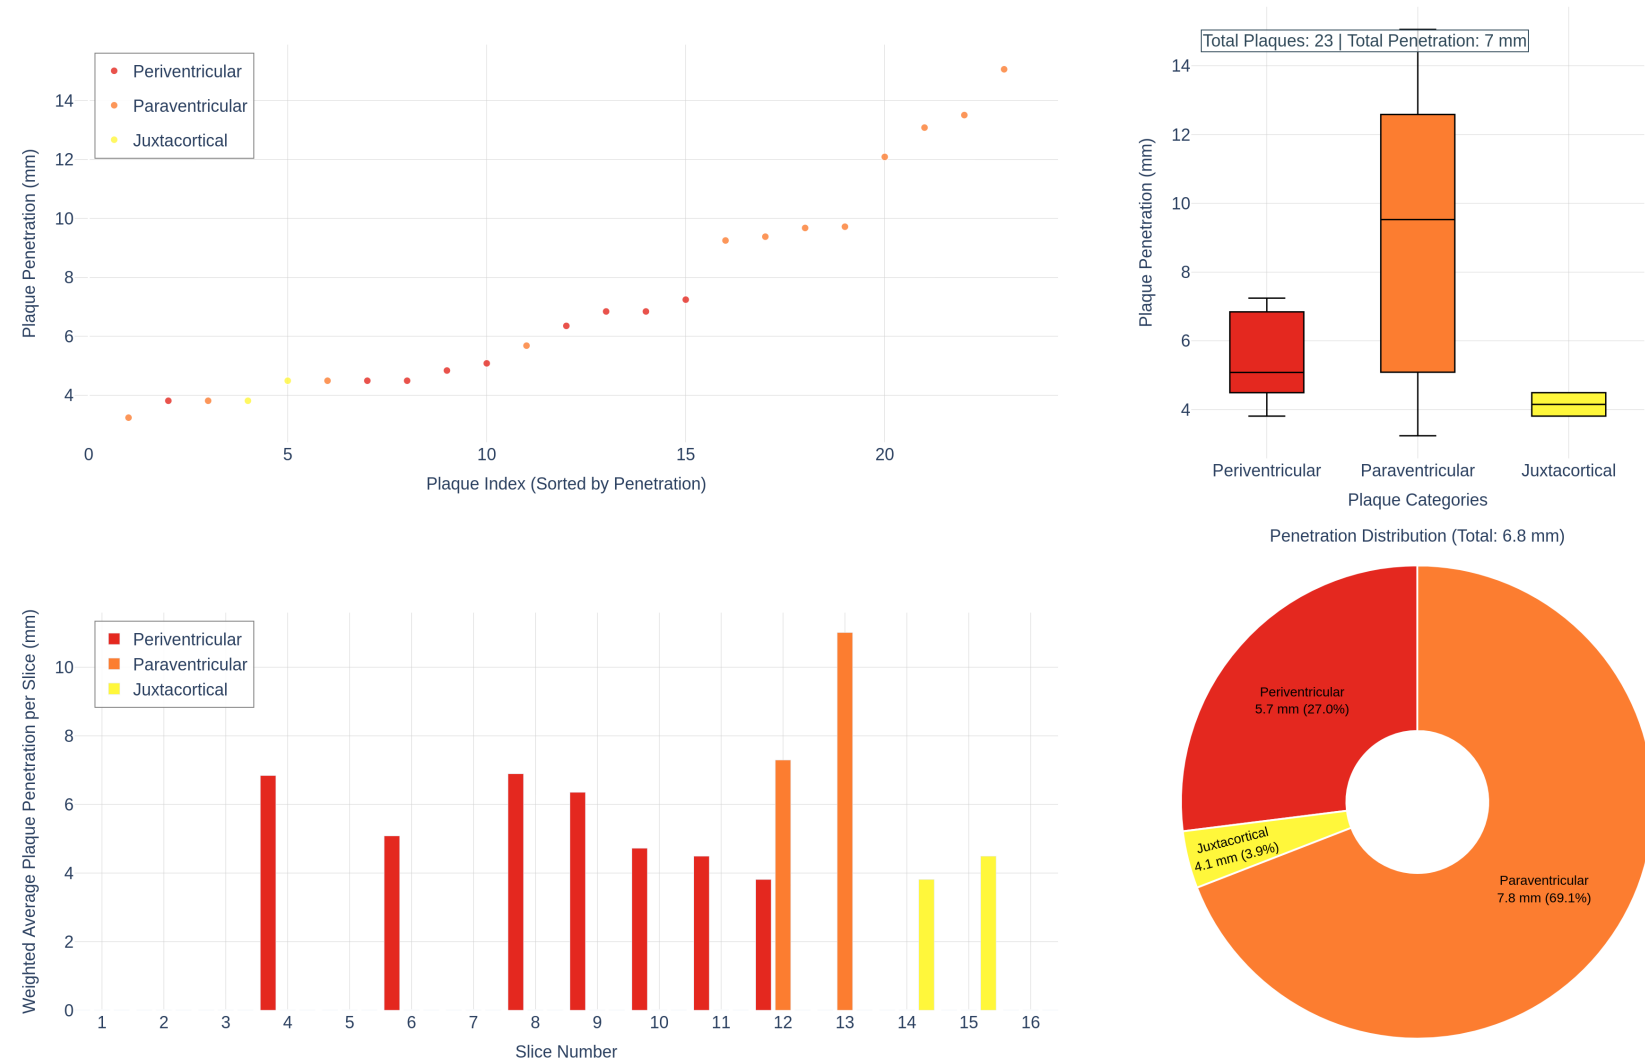 Periventricular
Paraventricular
Juxtacortical
14
12
10
8
6
4
0
5
10
15
20
Plaque Penetration (mm)
Plaque Index (Sorted by Penetration)
Total Plaques: 23 | Total Penetration: 7 mm
14
12
10
8
6
4
Plaque Penetration (mm)
Periventricular
Paraventricular
Juxtacortical
Plaque Categories
Periventricular
Paraventricular
Juxtacortical
10
8
6
4
2
0
Weighted Average Plaque Penetration per Slice (mm)
1
2
3
4
5
6
7
8
9
10
11
12
13
14
15
16
Slice Number
Penetration Distribution (Total: 6.8 mm)
Periventricular
5.7 mm (27.0%)
Juxtacortical
4.1 mm (3.9%)
Paraventricular
7.8 mm (69.1%)